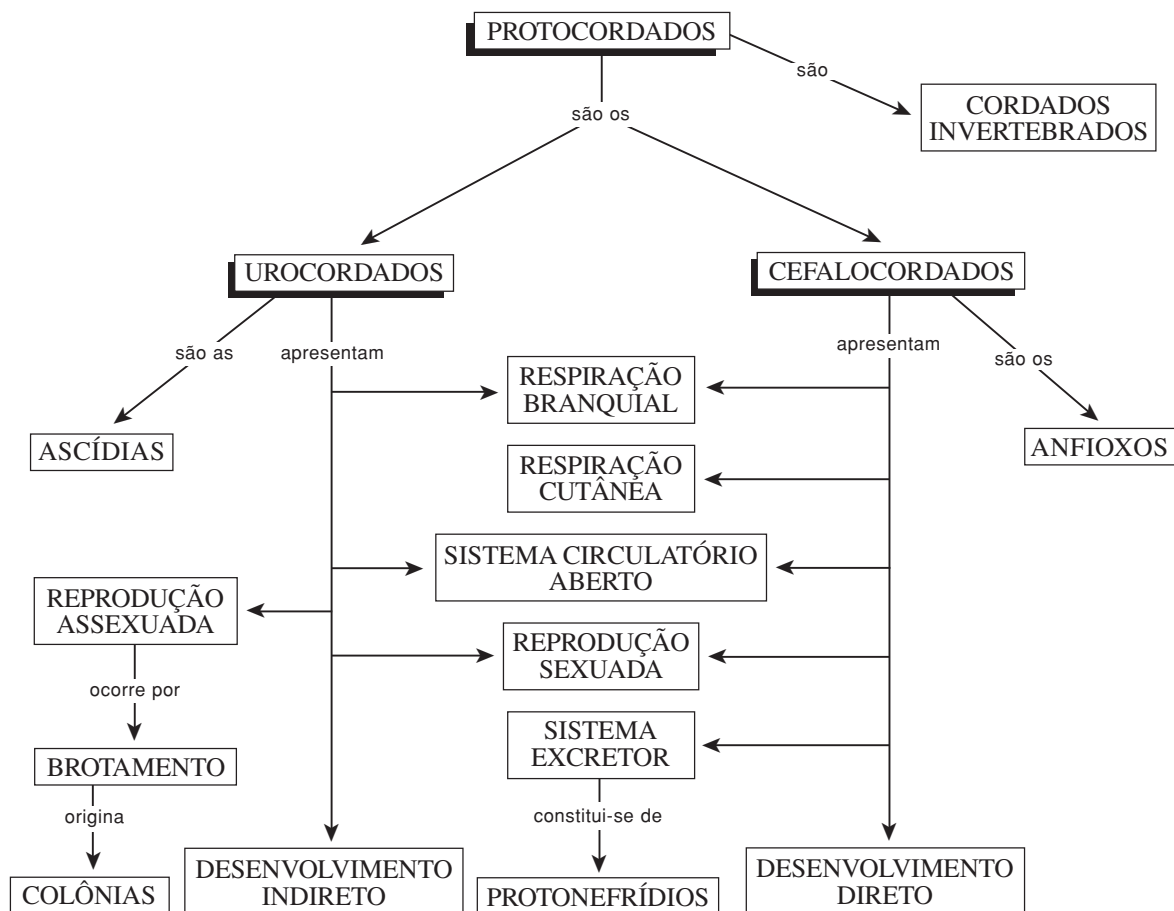 PROTOCORDADOS
são
CORDADOS
INVERTEBRADOS
são os
UROCORDADOS
CEFALOCORDADOS
são as
apresentam
apresentam
são os
RESPIRAÇÃO
BRANQUIAL
ASCÍDIAS
ANFIOXOS
RESPIRAÇÃO
CUTÂNEA
SISTEMA CIRCULATÓRIO
ABERTO
REPRODUÇÃO
ASSEXUADA
REPRODUÇÃO
SEXUADA
ocorre por
SISTEMA
EXCRETOR
BROTAMENTO
origina
constitui-se de
COLÔNIAS
DESENVOLVIMENTO
INDIRETO
PROTONEFRÍDIOS
DESENVOLVIMENTO
DIRETO